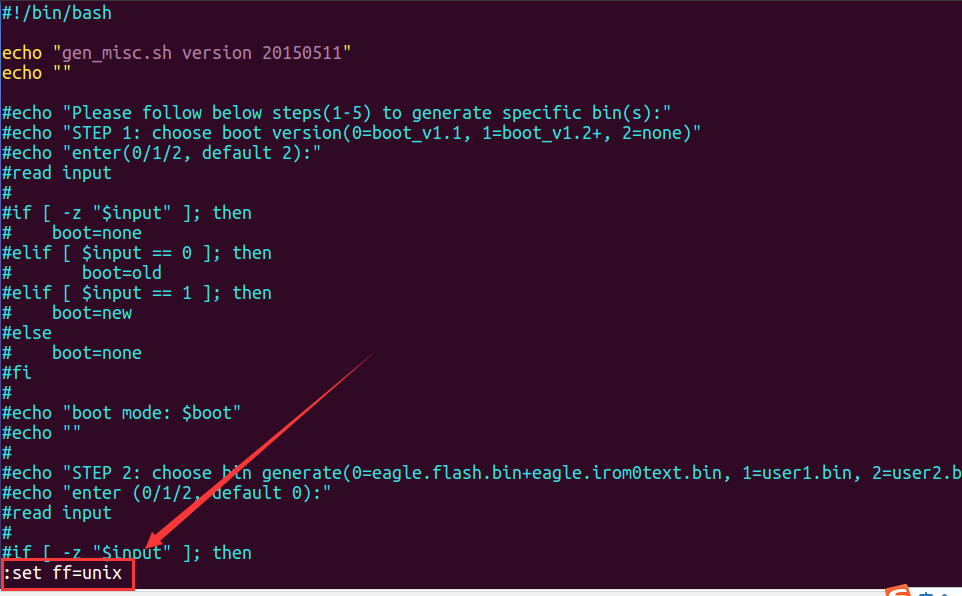 #!/bin/bash
echo "gen_misc.sh version 20150511"
echo ""
#echo "Please follow below steps(1-5) to generate specific bin(s):"
#echo "STEP 1: choose boot version(0=boot_v1.1, 1=boot_v1.2+, 2=none)"
#echo "enter(0/1/2, default 2):"
#read input
#
#if [ -z "$input" ]; then
#    boot=none
#elif [ $input == 0 ]; then
#       boot=old
#elif [ $input == 1 ]; then
#    boot=new
#else
#    boot=none
#fi
#
#echo "boot mode: $boot"
#echo ""
#
#echo "STEP 2: choose bin generate(0=eagle.flash.bin+eagle.irom0text.bin, 1=user1.bin, 2=user2.b
#echo "enter (0/1/2, default 0):"
#read input
#
#if [ -z "$input" ]; then
:set ff=unix